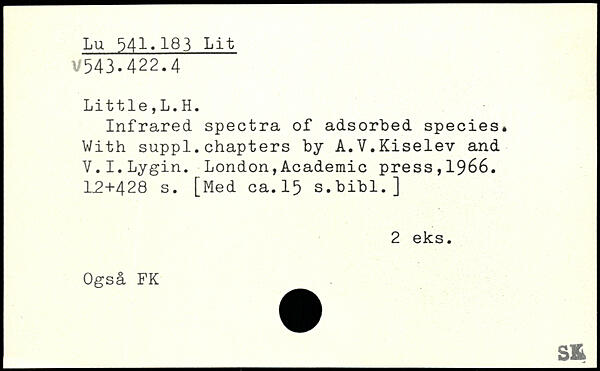 Lu 541.183 Lit
V543.422.4
Little,L.H.
Infrared spectra of adsorbed species.
With suppl.chapters by A.V.Kiselev and
V.I.Lygin. London,Academic press,1966.
12+428 s. [Med ca.15 s.bibl.]
2 eks.
Også FK
SK